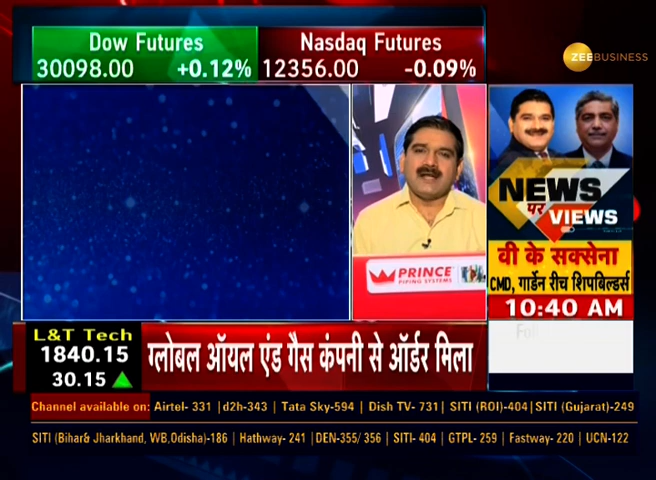 Dow Futures
30098.00 +0.12%
Nasdaq Futures
12356.00 -0.09%
ZEEBUSINESS
NEWS
पर
VIEWS
वी के सक्सेना
CMD, गार्डेन रीच शिपबिल्डर्स
10:40 AM
PRINCE
PIPING SYSTEMS
L&T Tech
1840.15
30.15
ग्लोबल ऑयल एंड गैस कंपनी से ऑर्डर मिला
Channel available on: Airtel- 331 | d2h-343 | Tata Sky-594 | Dish TV- 731| SITI (ROI)-404| SITI (Gujarat)-249
SITI (Bihar& Jharkhand, WB,Odisha)-186 | Hathway- 241 |DEN-355/ 356 | SITI- 404 | GTPL- 259 | Fastway- 220 | UCN-122